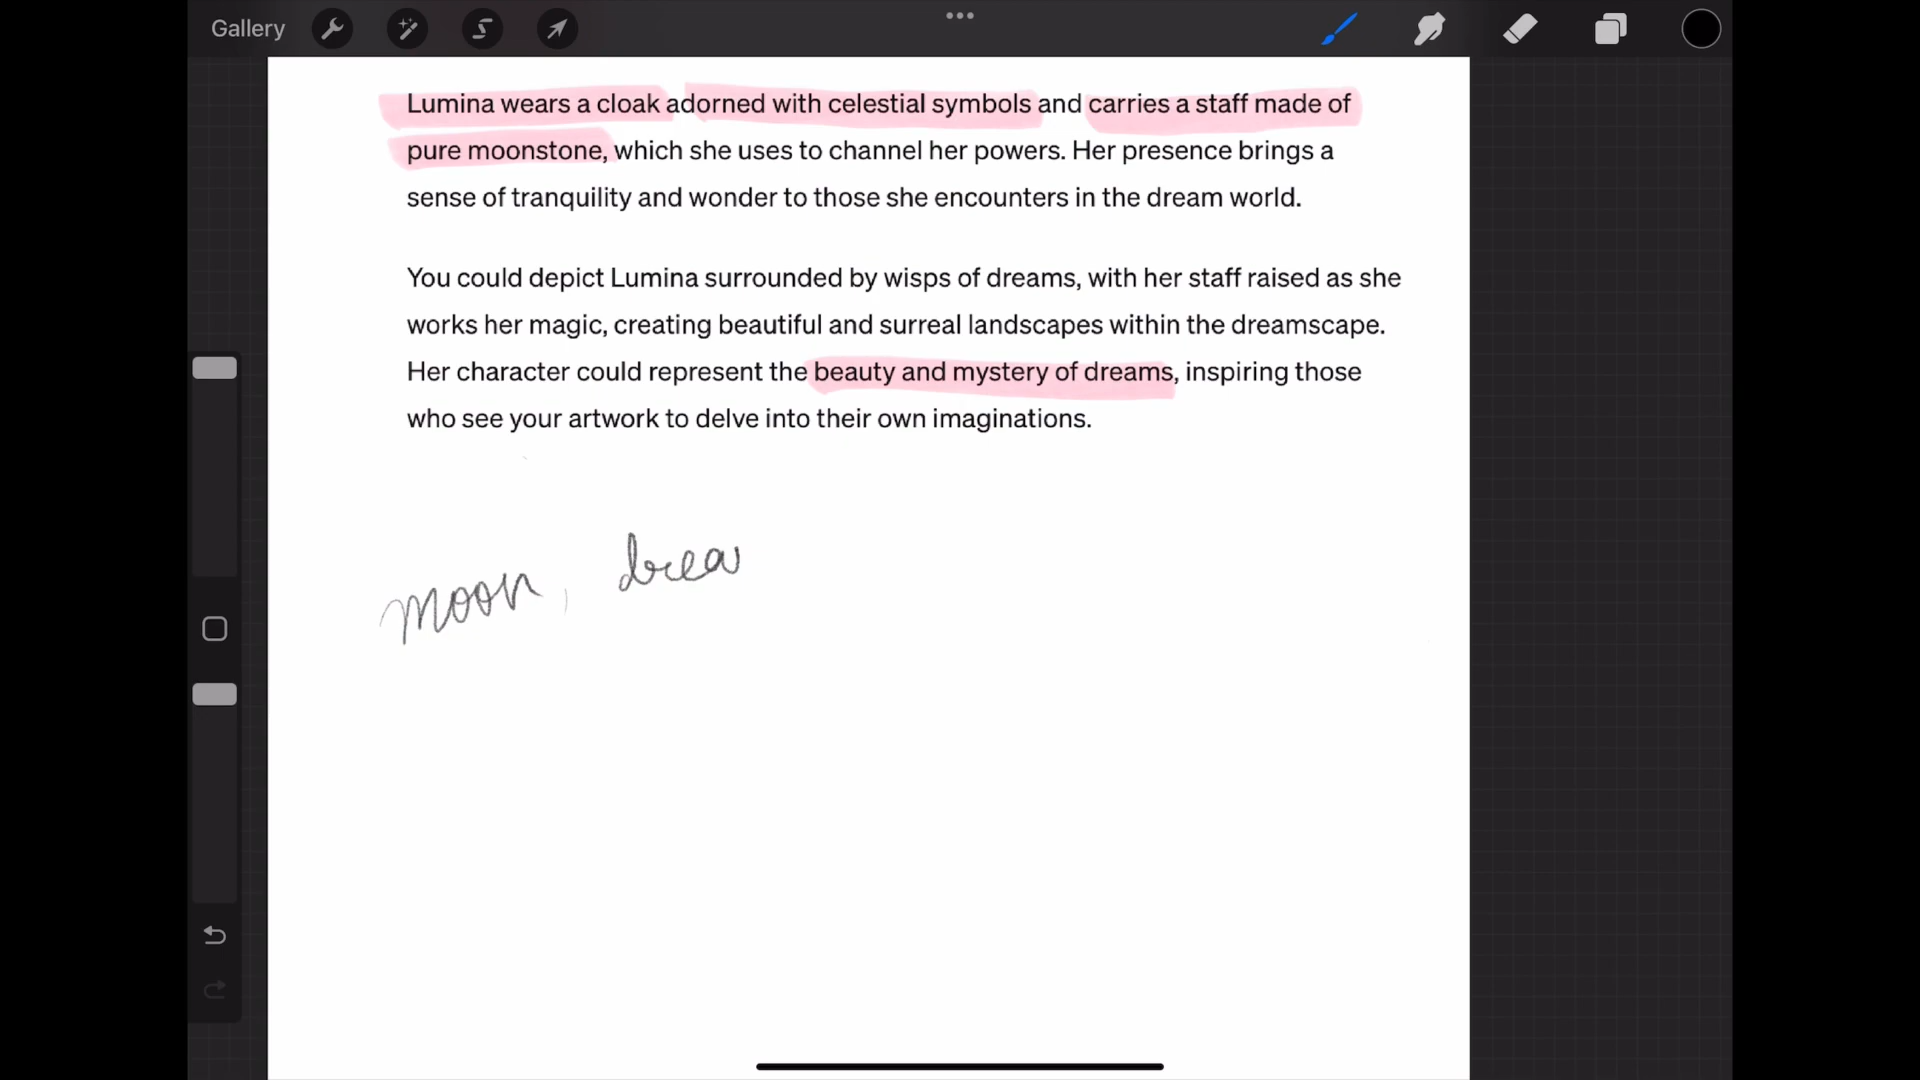 Gallery
Lumina wears a cloak adorned with celestial symbols and carries a staff made of
pure moonstone, which she uses to channel her powers. Her presence brings a
sense of tranquility and wonder to those she encounters in the dream world.
You could depict Lumina surrounded by wisps of dreams, with her staff raised as she
works her magic, creating beautiful and surreal landscapes within the dreamscape.
Her character could represent the beauty and mystery of dreams, inspiring those
who see your artwork to delve into their own imaginations.
moon, drea